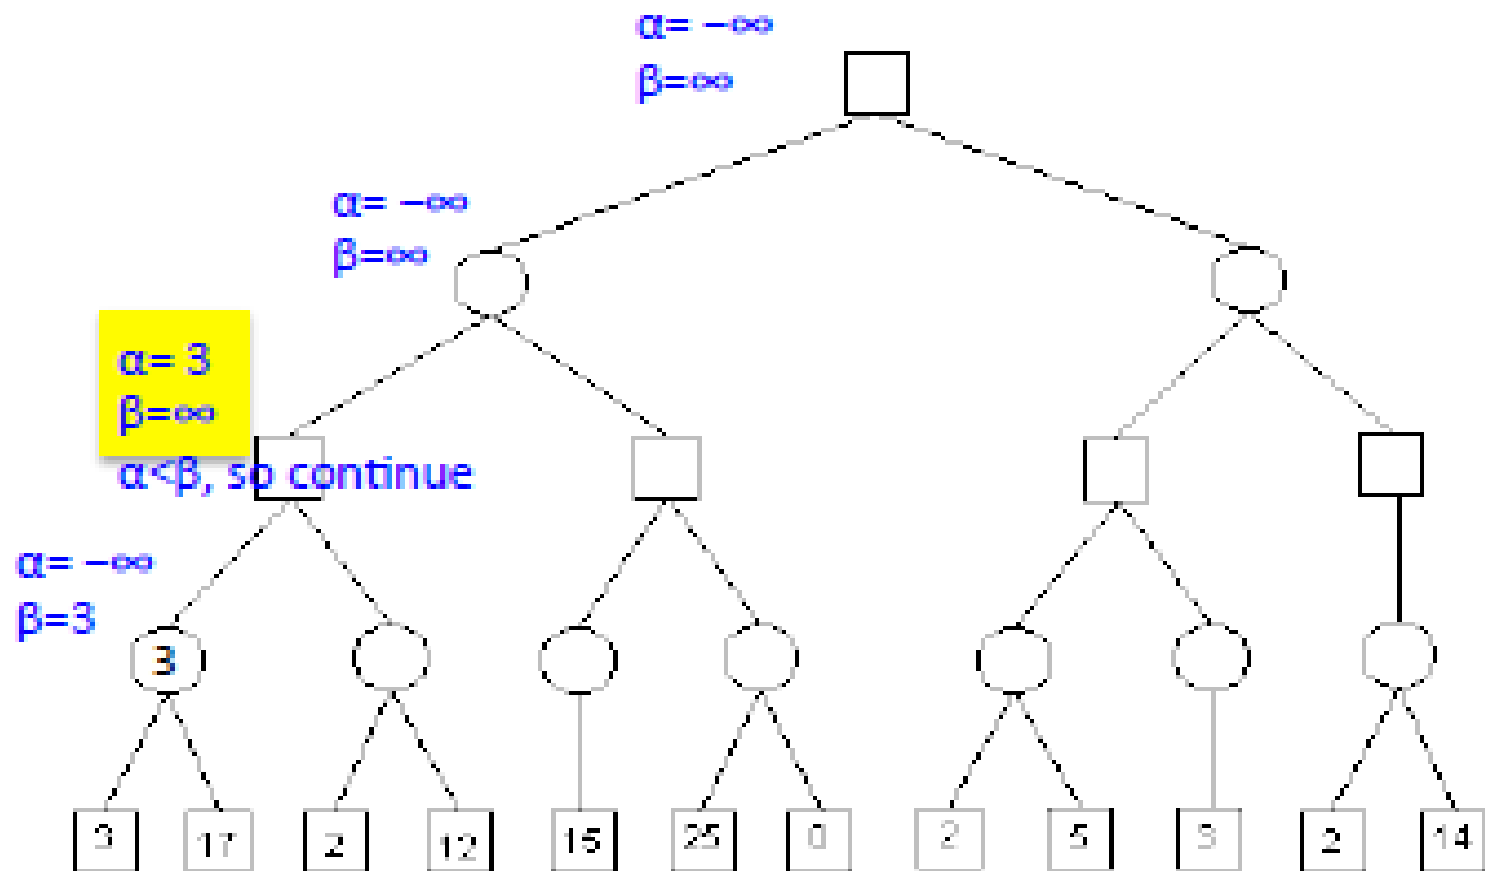 α= −∞
β=∞
α= −∞
β=∞
α= 3
β=∞
α<β, so continue
α= −∞
β=3
3
3 17 2 12 15 25 0 2 5 3 2 14